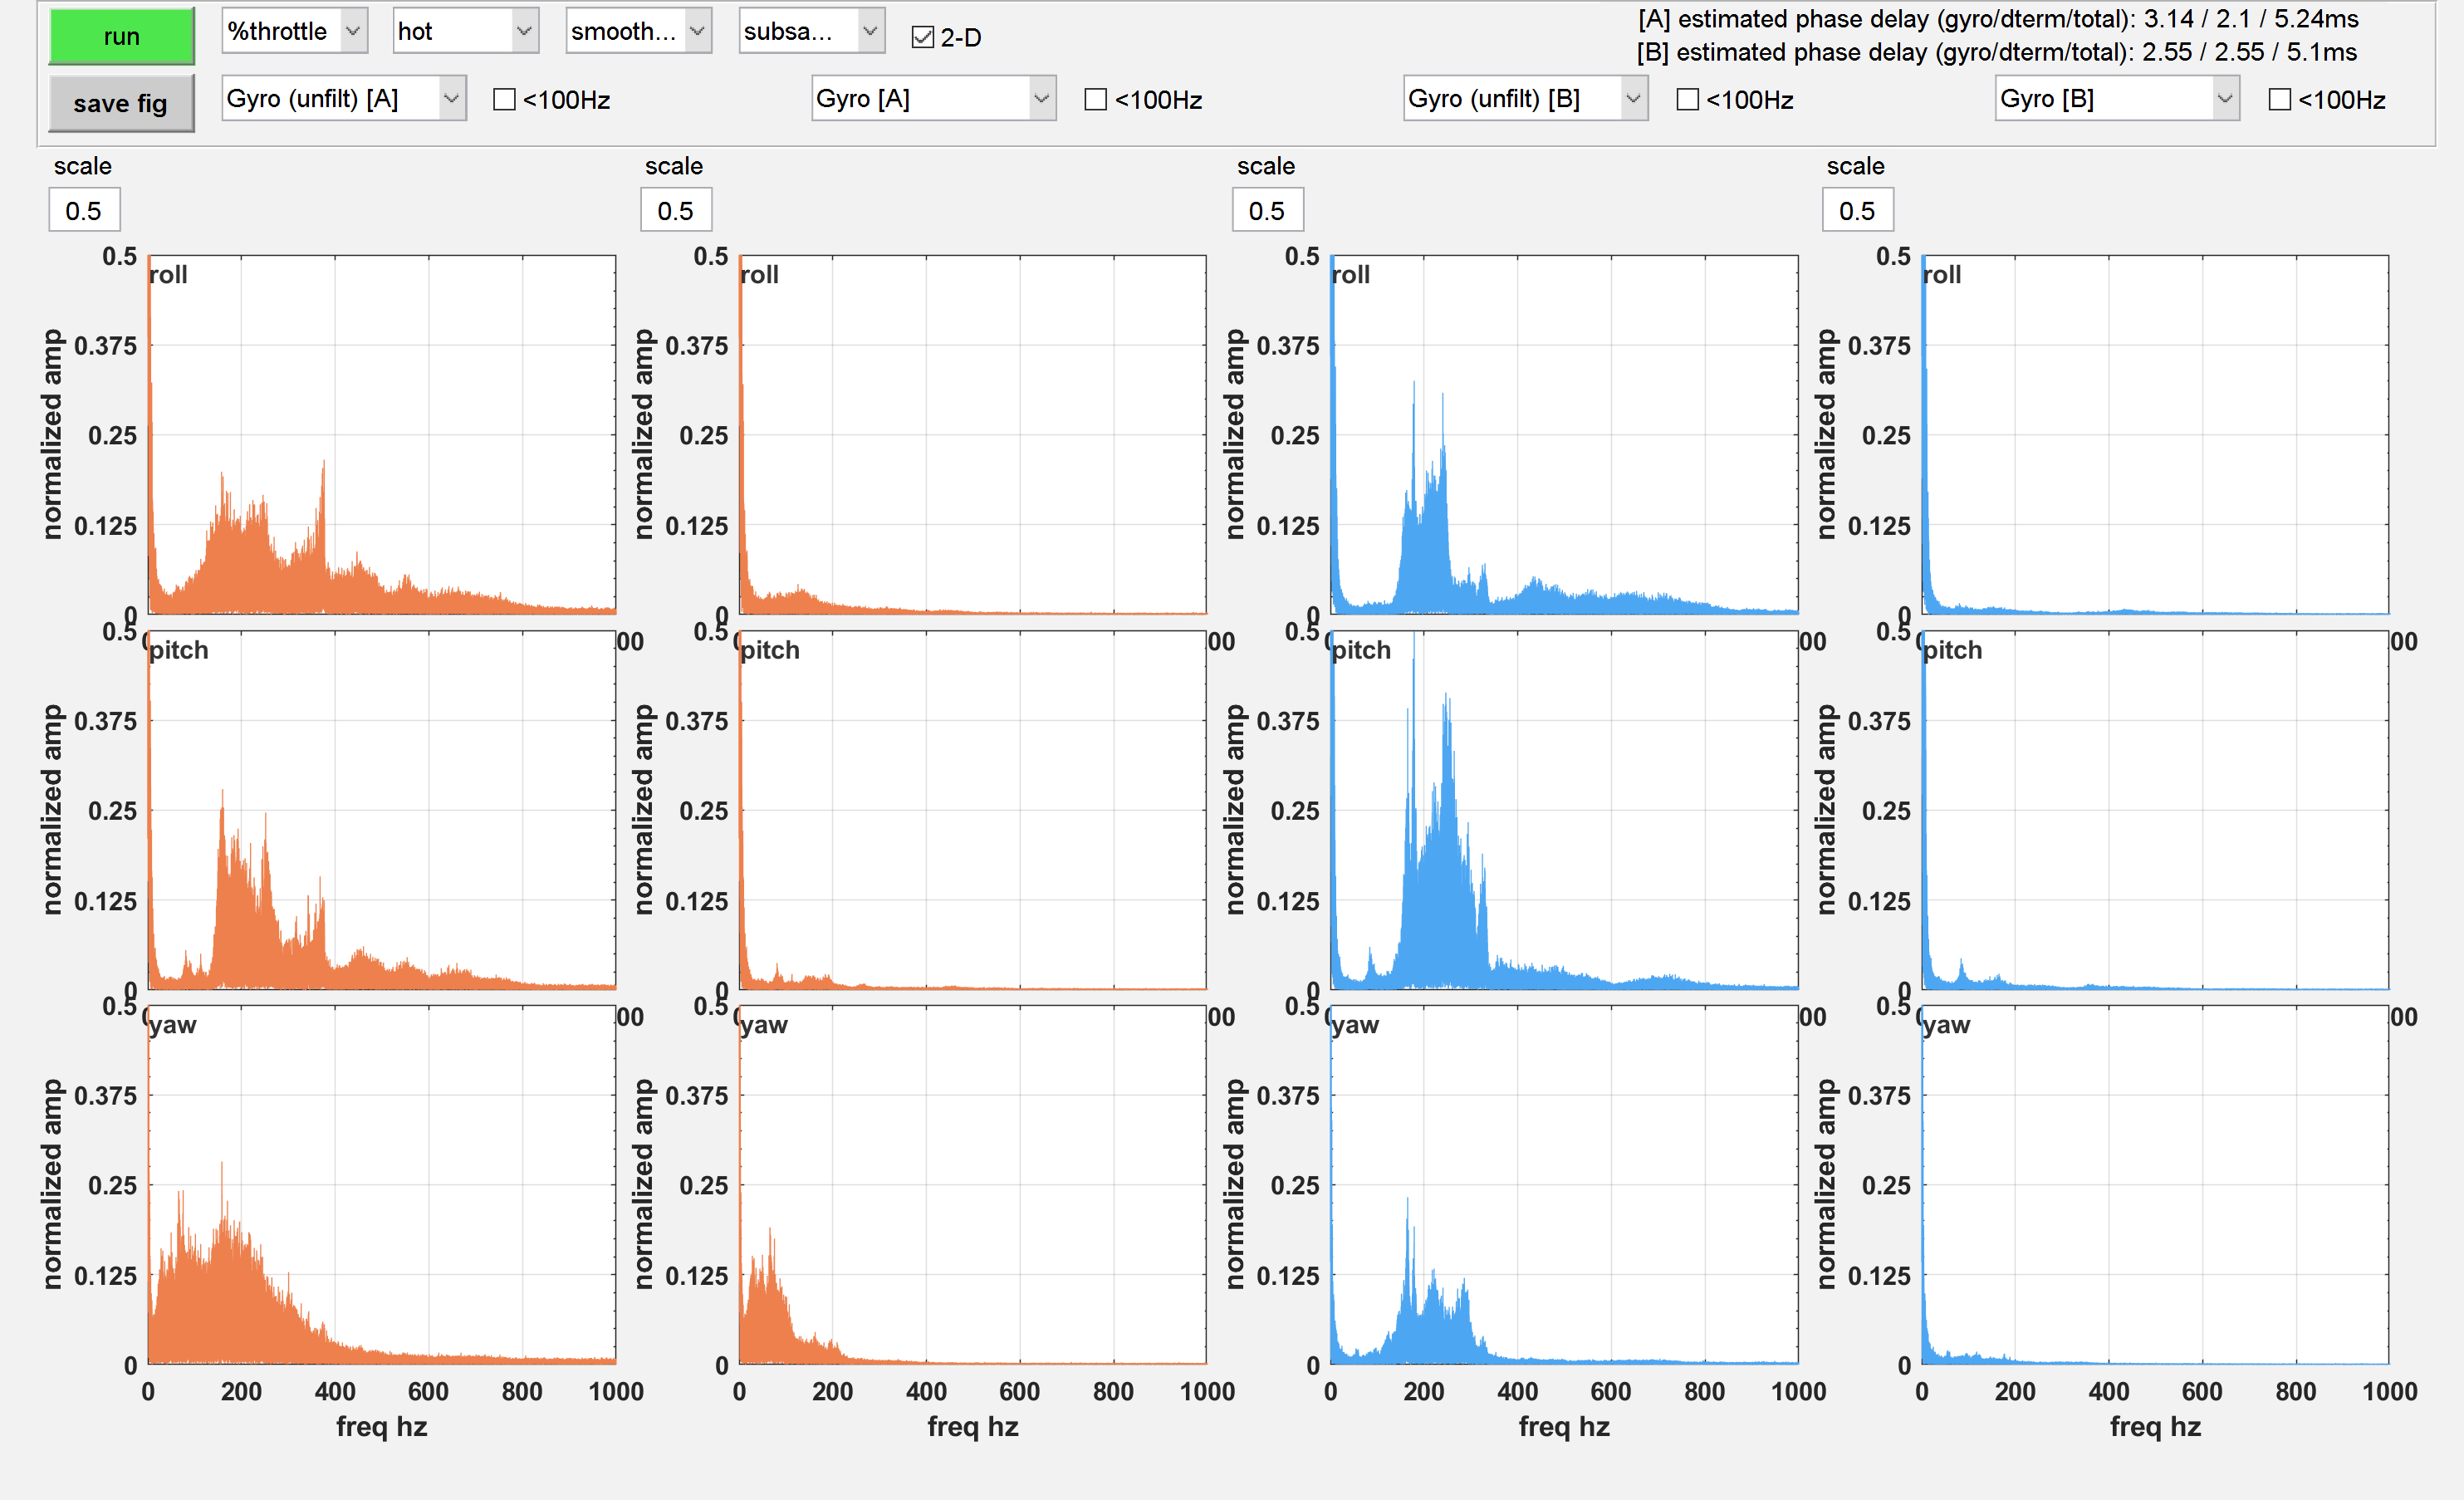 run
%throttle
hot
smooth...
subsa...
2-D
[A] estimated phase delay (gyro/dterm/total): 3.14 / 2.1 / 5.24ms
[B] estimated phase delay (gyro/dterm/total): 2.55 / 2.55 / 5.1ms
save fig
Gyro (unfilt) [A]
<100Hz
Gyro [A]
<100Hz
Gyro (unfilt) [B]
<100Hz
Gyro [B]
<100Hz
scale
0.5
scale
0.5
scale
0.5
scale
0.5
roll
normalized amp
0.5
0.375
0.25
0.125
0
roll
normalized amp
0.5
0.375
0.25
0.125
0
roll
normalized amp
0.5
0.375
0.25
0.125
0
roll
normalized amp
0.5
0.375
0.25
0.125
0
pitch
normalized amp
0.5
0.375
0.25
0.125
0
00
pitch
normalized amp
0.5
0.375
0.25
0.125
0
00
pitch
normalized amp
0.5
0.375
0.25
0.125
0
00
pitch
normalized amp
0.5
0.375
0.25
0.125
0
00
yaw
normalized amp
0.5
0.375
0.25
0.125
0
00
0 200 400 600 800 1000
freq hz
yaw
normalized amp
0.5
0.375
0.25
0.125
0
00
0 200 400 600 800 1000
freq hz
yaw
normalized amp
0.5
0.375
0.25
0.125
0
00
0 200 400 600 800 1000
freq hz
yaw
normalized amp
0.5
0.375
0.25
0.125
0
00
0 200 400 600 800 1000
freq hz